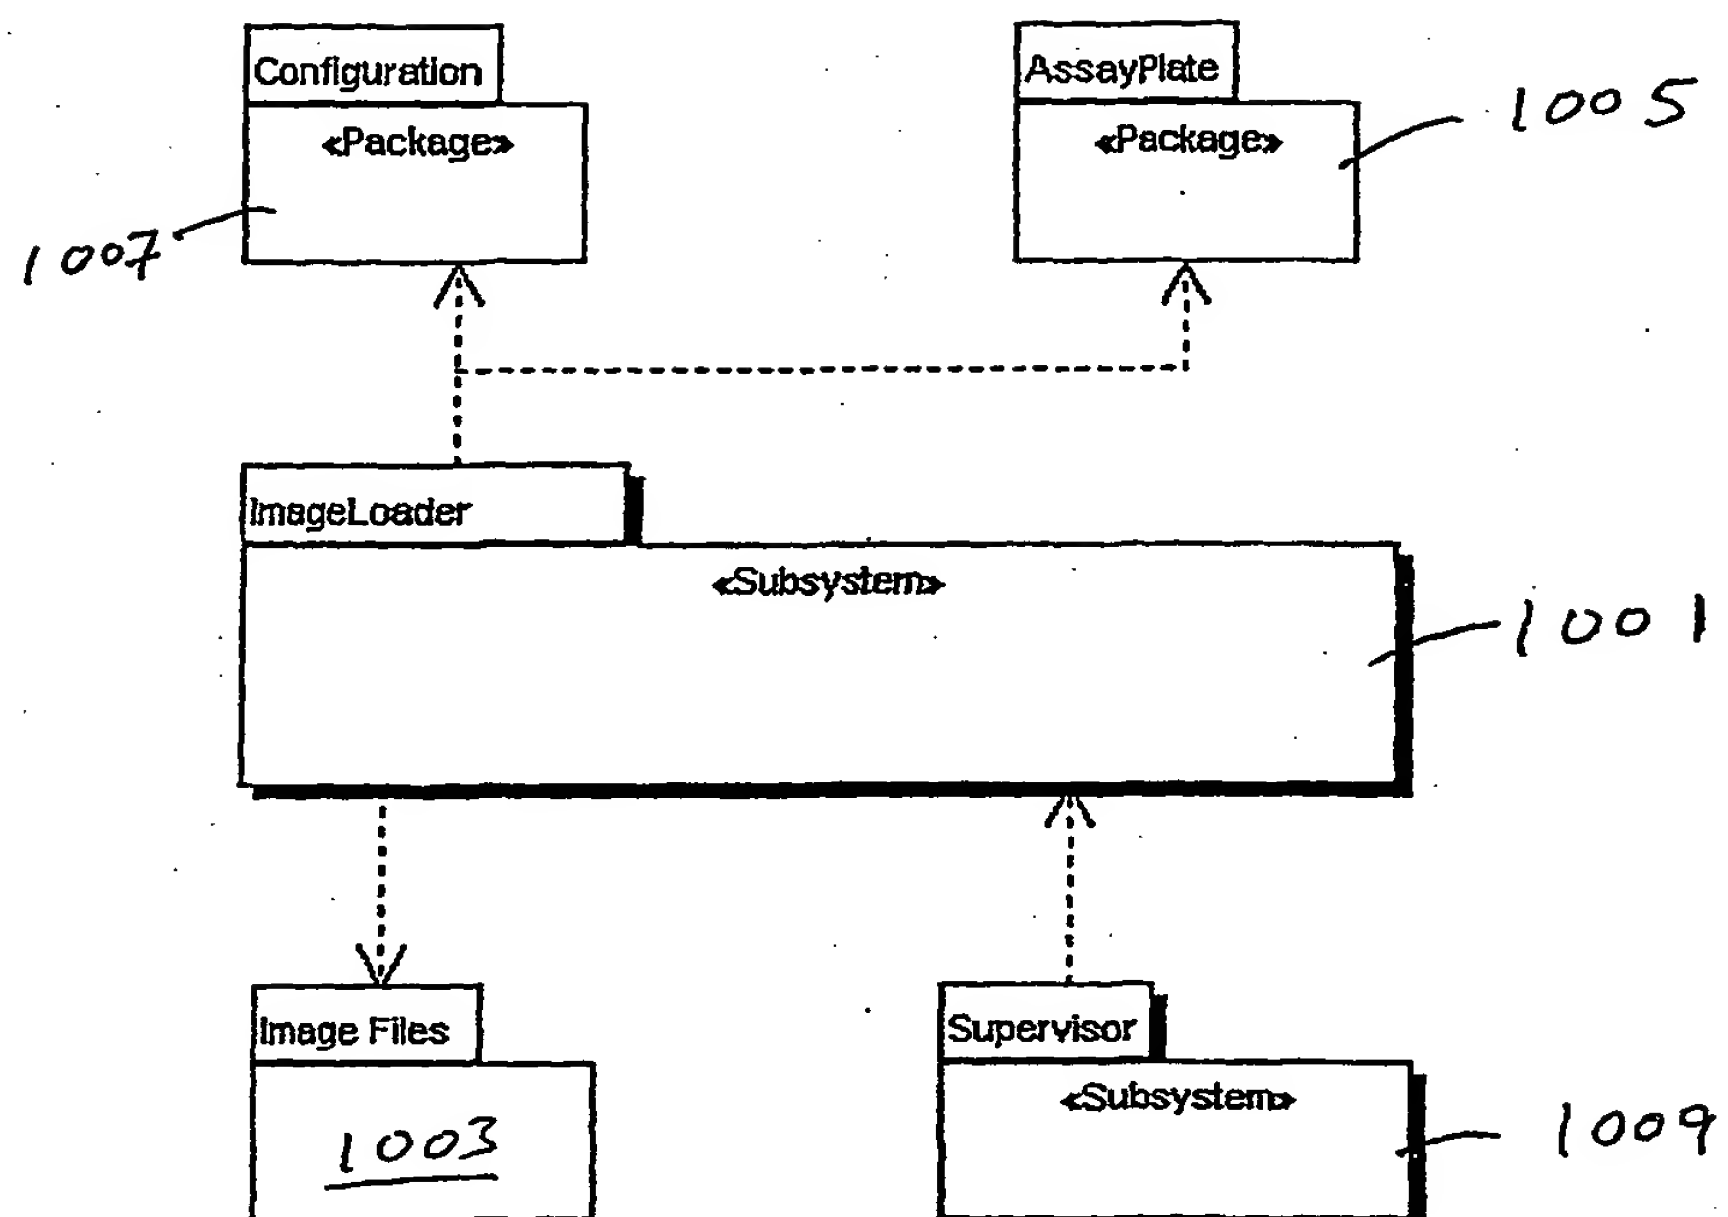 Configuration
«Package»
1007
AssayPlate
«Package»
1005
ImageLoader
«Subsystem»
1001
Image Files
1003
Supervisor
«Subsystem»
1009